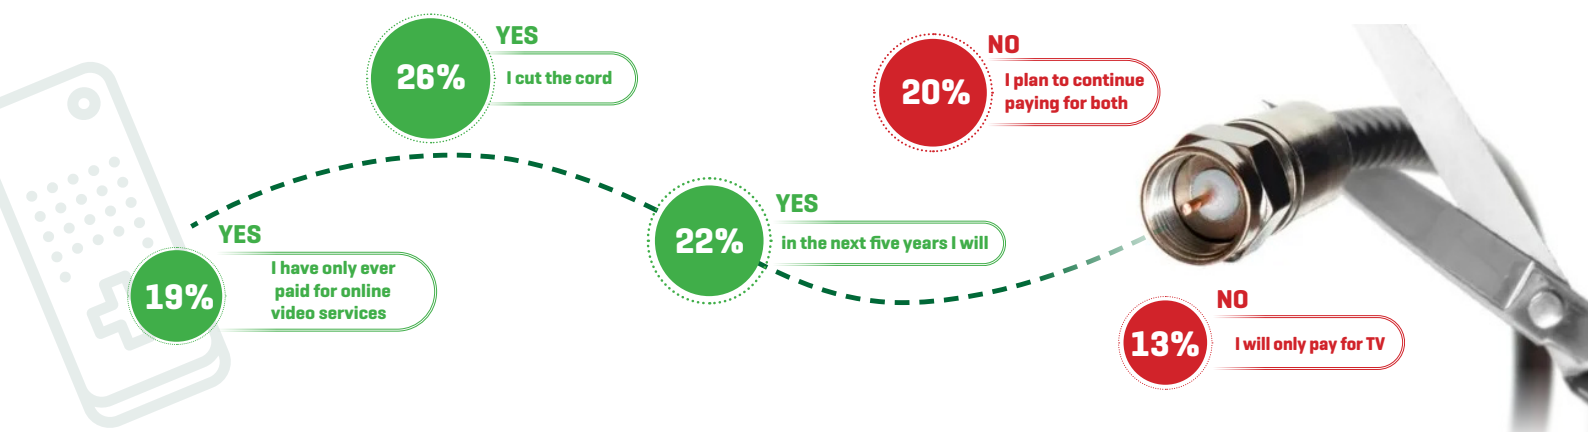 YES
26%
I cut the cord
NO
20%
I plan to continue
paying for both
YES
22%
in the next five years I will
YES
19%
I have only ever
paid for online
video services
NO
13%
I will only pay for TV